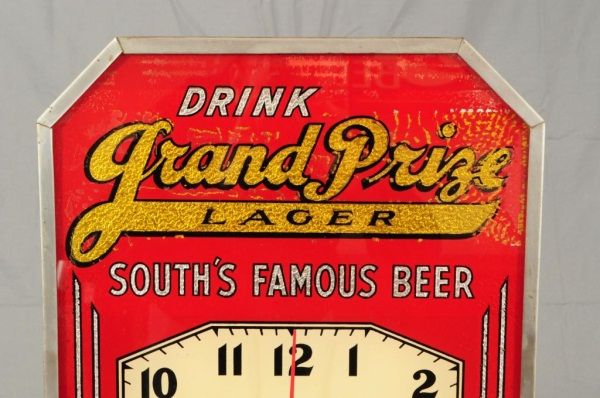 DRINK
Grand Prize
LAGER
SOUTH'S FAMOUS BEER
11 12 1
10 2